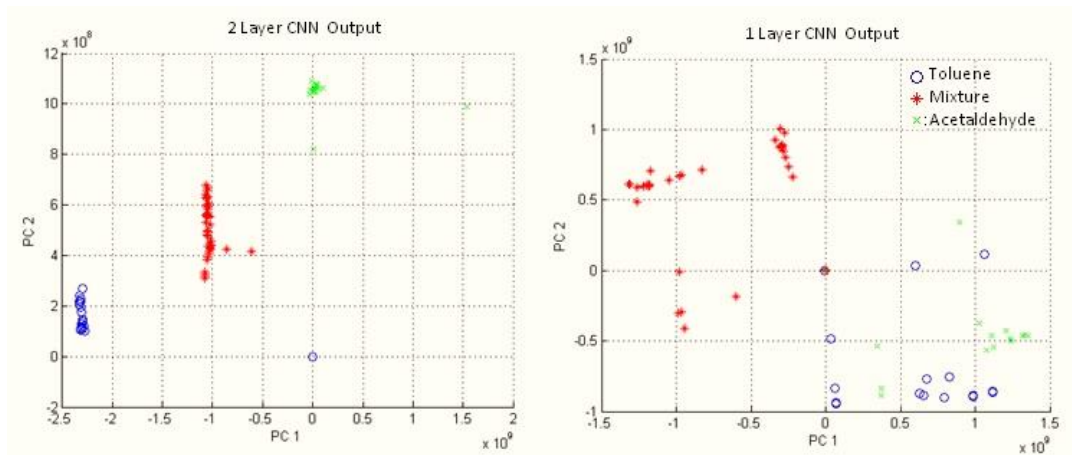 2 Layer CNN Output
x 10^8
12
10
8
6
4
2
0
-2
-2.5 -2 -1.5 -1 -0.5 0 0.5 1 1.5 2
x 10^9
PC 1
PC 2
1 Layer CNN Output
x 10^9
1.5
1
0.5
0
-0.5
-1
-1.5 -1 -0.5 0 0.5 1 1.5
x 10^9
PC 1
PC 2
Toluene
Mixture
:Acetaldehyde